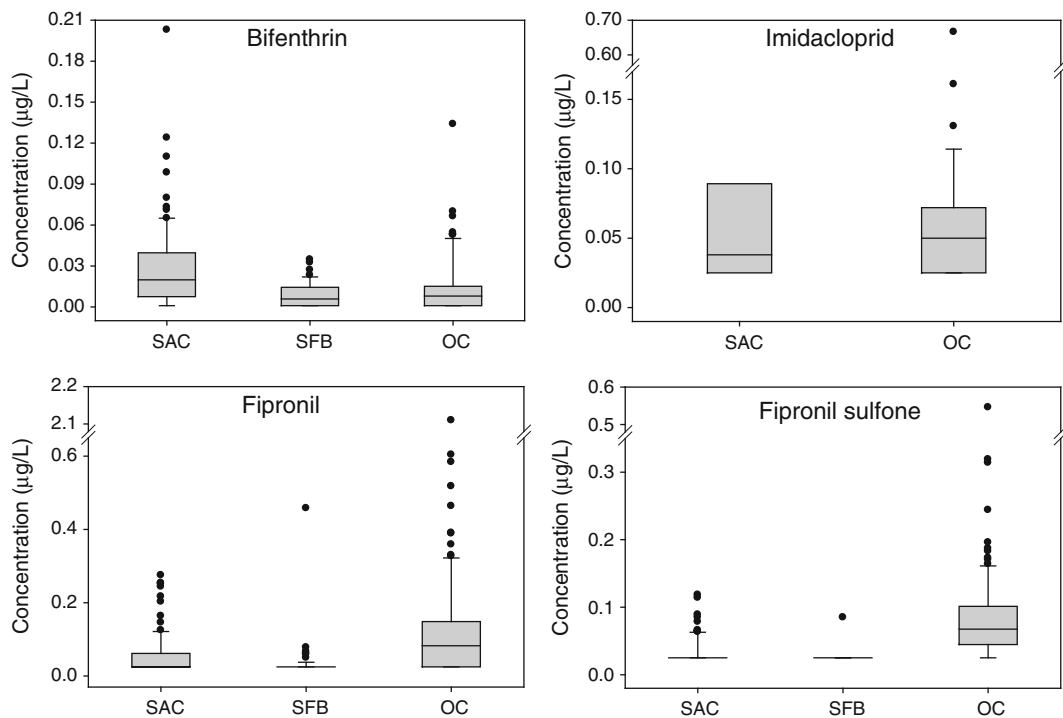 Bifenthrin
Concentration (μg/L)
0.21
0.18
0.15
0.12
0.09
0.06
0.03
0.00
SAC SFB OC
Imidacloprid
Concentration (μg/L)
0.70
0.60
0.15
0.10
0.05
0.00
SAC OC
Fipronil
Concentration (μg/L)
2.2
2.1
0.6
0.4
0.2
0.0
SAC SFB OC
Fipronil sulfone
Concentration (μg/L)
0.6
0.5
0.3
0.2
0.1
0.0
SAC SFB OC